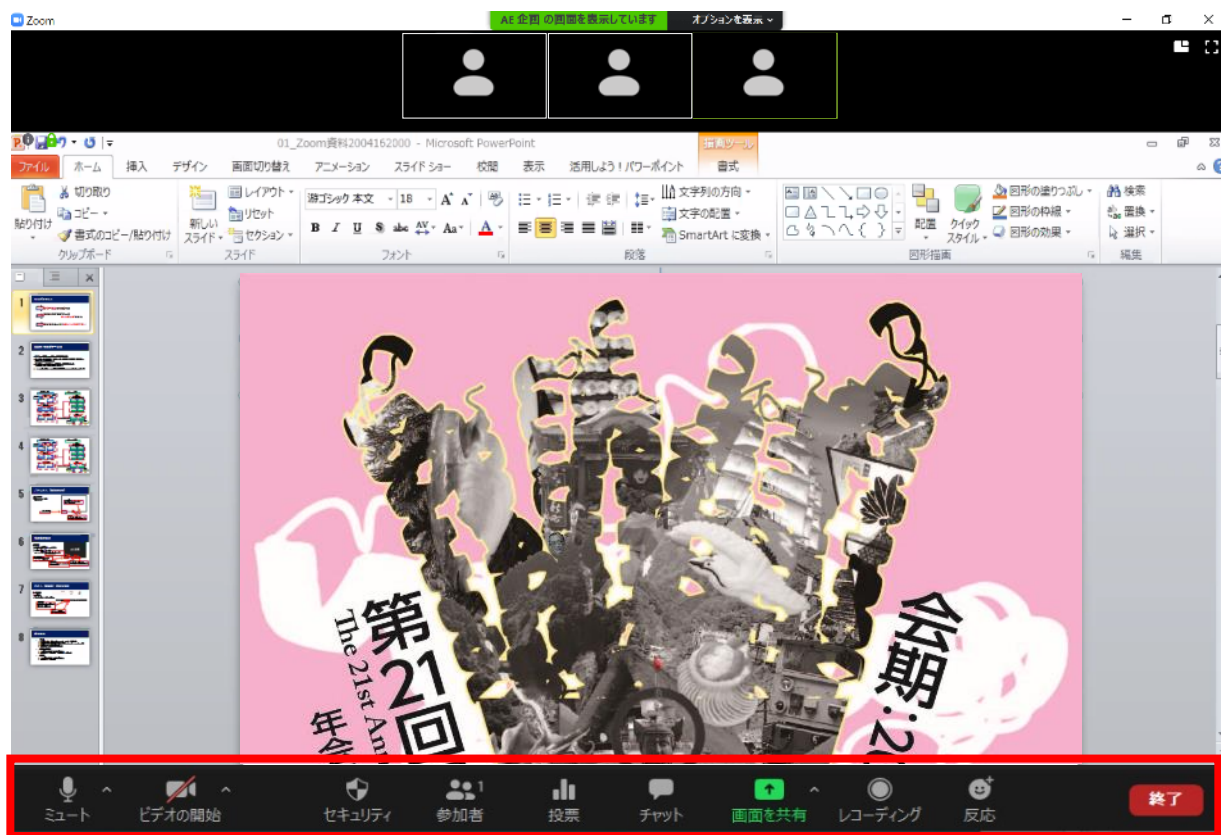 Zoom
AE 企画 の画面を表示しています オプションを表示
01_Zoom資料2004162000 - Microsoft PowerPoint
描画ツール
ファイル ホーム 挿入 デザイン 画面切り替え アニメーション スライド ショー 校閲 表示 活用しよう！パワーポイント 書式
貼り付け
切り取り
コピー
書式のコピー/貼り付け
クリップボード
新しい
スライド
レイアウト
リセット
セクション
スライド
游ゴシック 本文 18 A A
B I U S abc AV Aa A
フォント
文字列の方向
文字の配置
SmartArt に変換
段落
配置
クイック
スタイル
図形の塗りつぶし
図形の枠線
図形の効果
図形描画
検索
置換
選択
編集
1
2
3
4
5
6
7
8
第21回
The 21st An
年会
会期：20
ミュート ビデオの開始 セキュリティ 参加者 1 投票 チャット 画面を共有 レコーディング 反応 終了